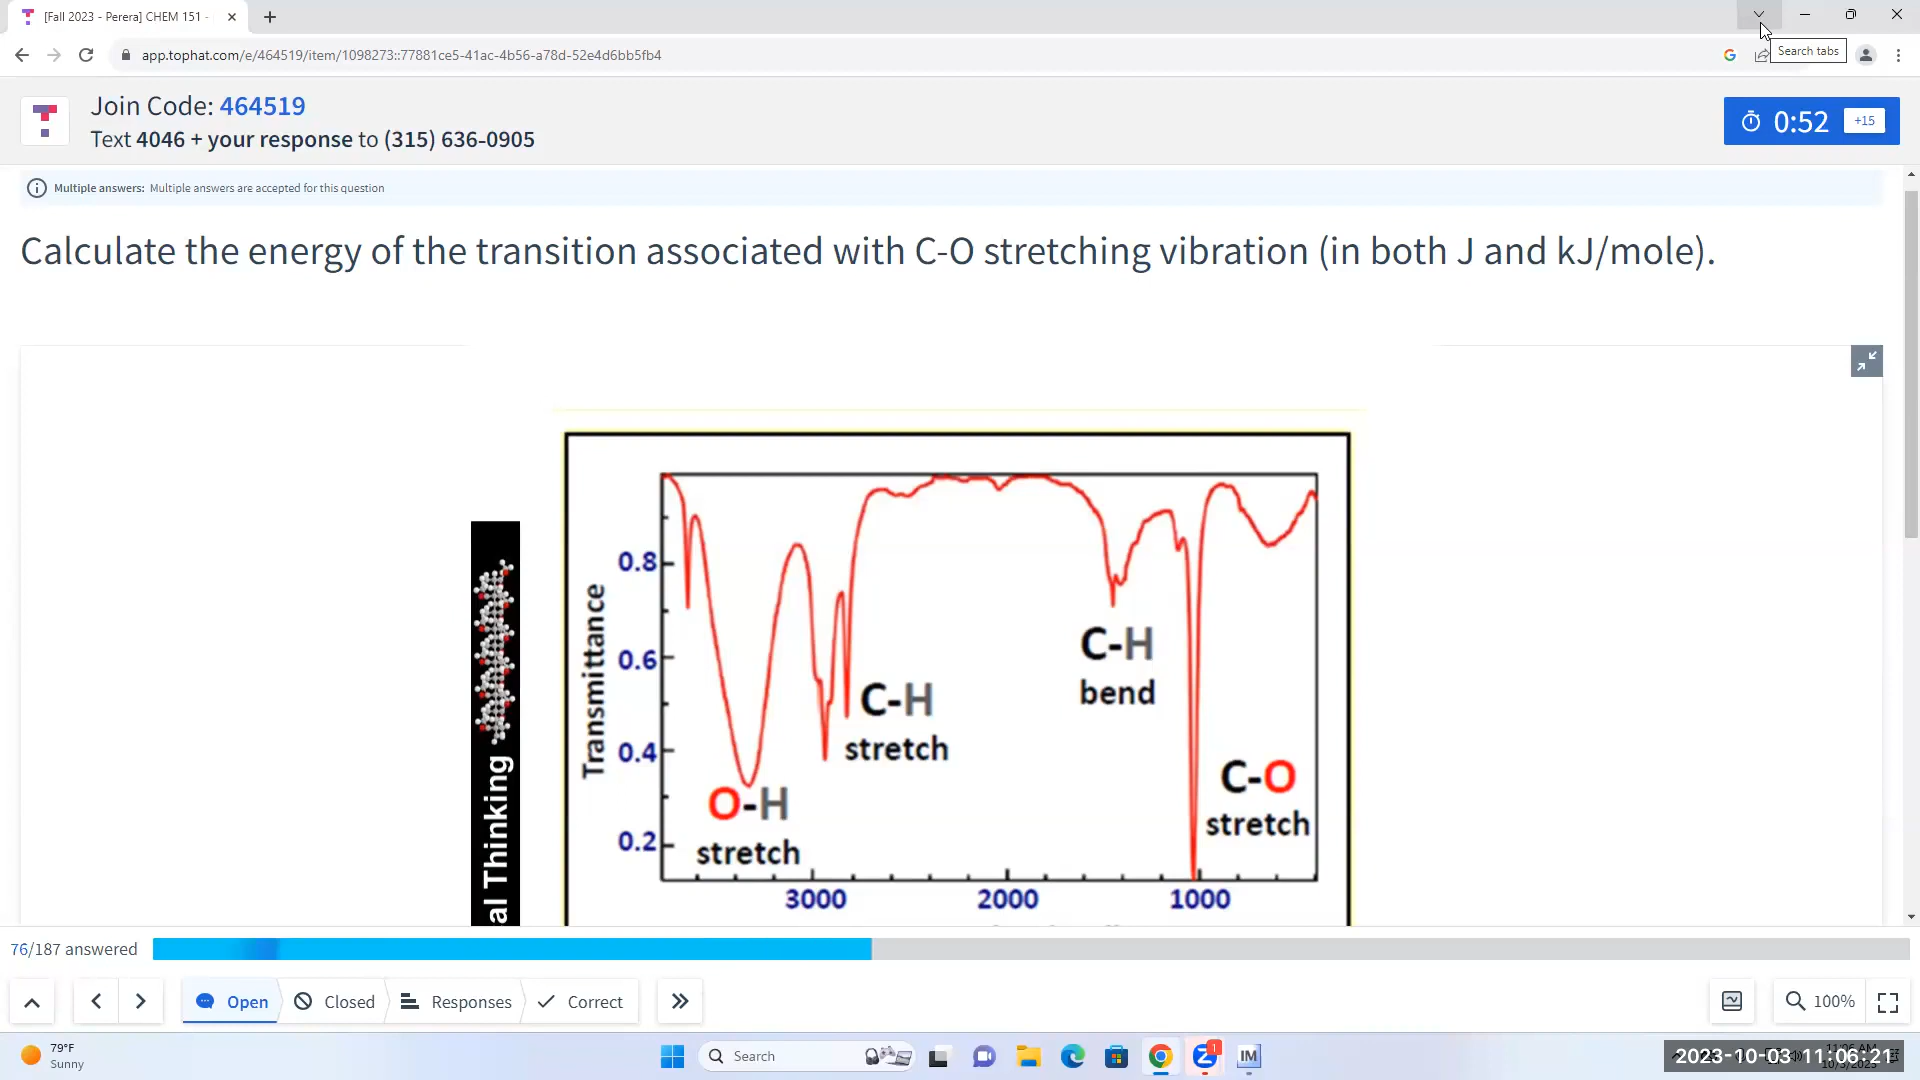 [Fall 2023 - Perera] CHEM 151 -
Search tabs
app.tophat.com/e/464519/item/1098273::77881ce5-41ac-4b56-a78d-52e4d6bb5fb4
Join Code: 464519
Text 4046 + your response to (315) 636-0905
0:52
+15
Multiple answers: Multiple answers are accepted for this question
Calculate the energy of the transition associated with C-O stretching vibration (in both J and kJ/mole).
al Thinking
Transmittance
0.8
0.6
0.4
0.2
O-H
stretch
C-H
stretch
C-H
bend
C-O
stretch
3000
2000
1000
76/187 answered
Open
Closed
Responses
Correct
100%
79°F
Sunny
Search
1
IM
2023-10-03 11:06:21